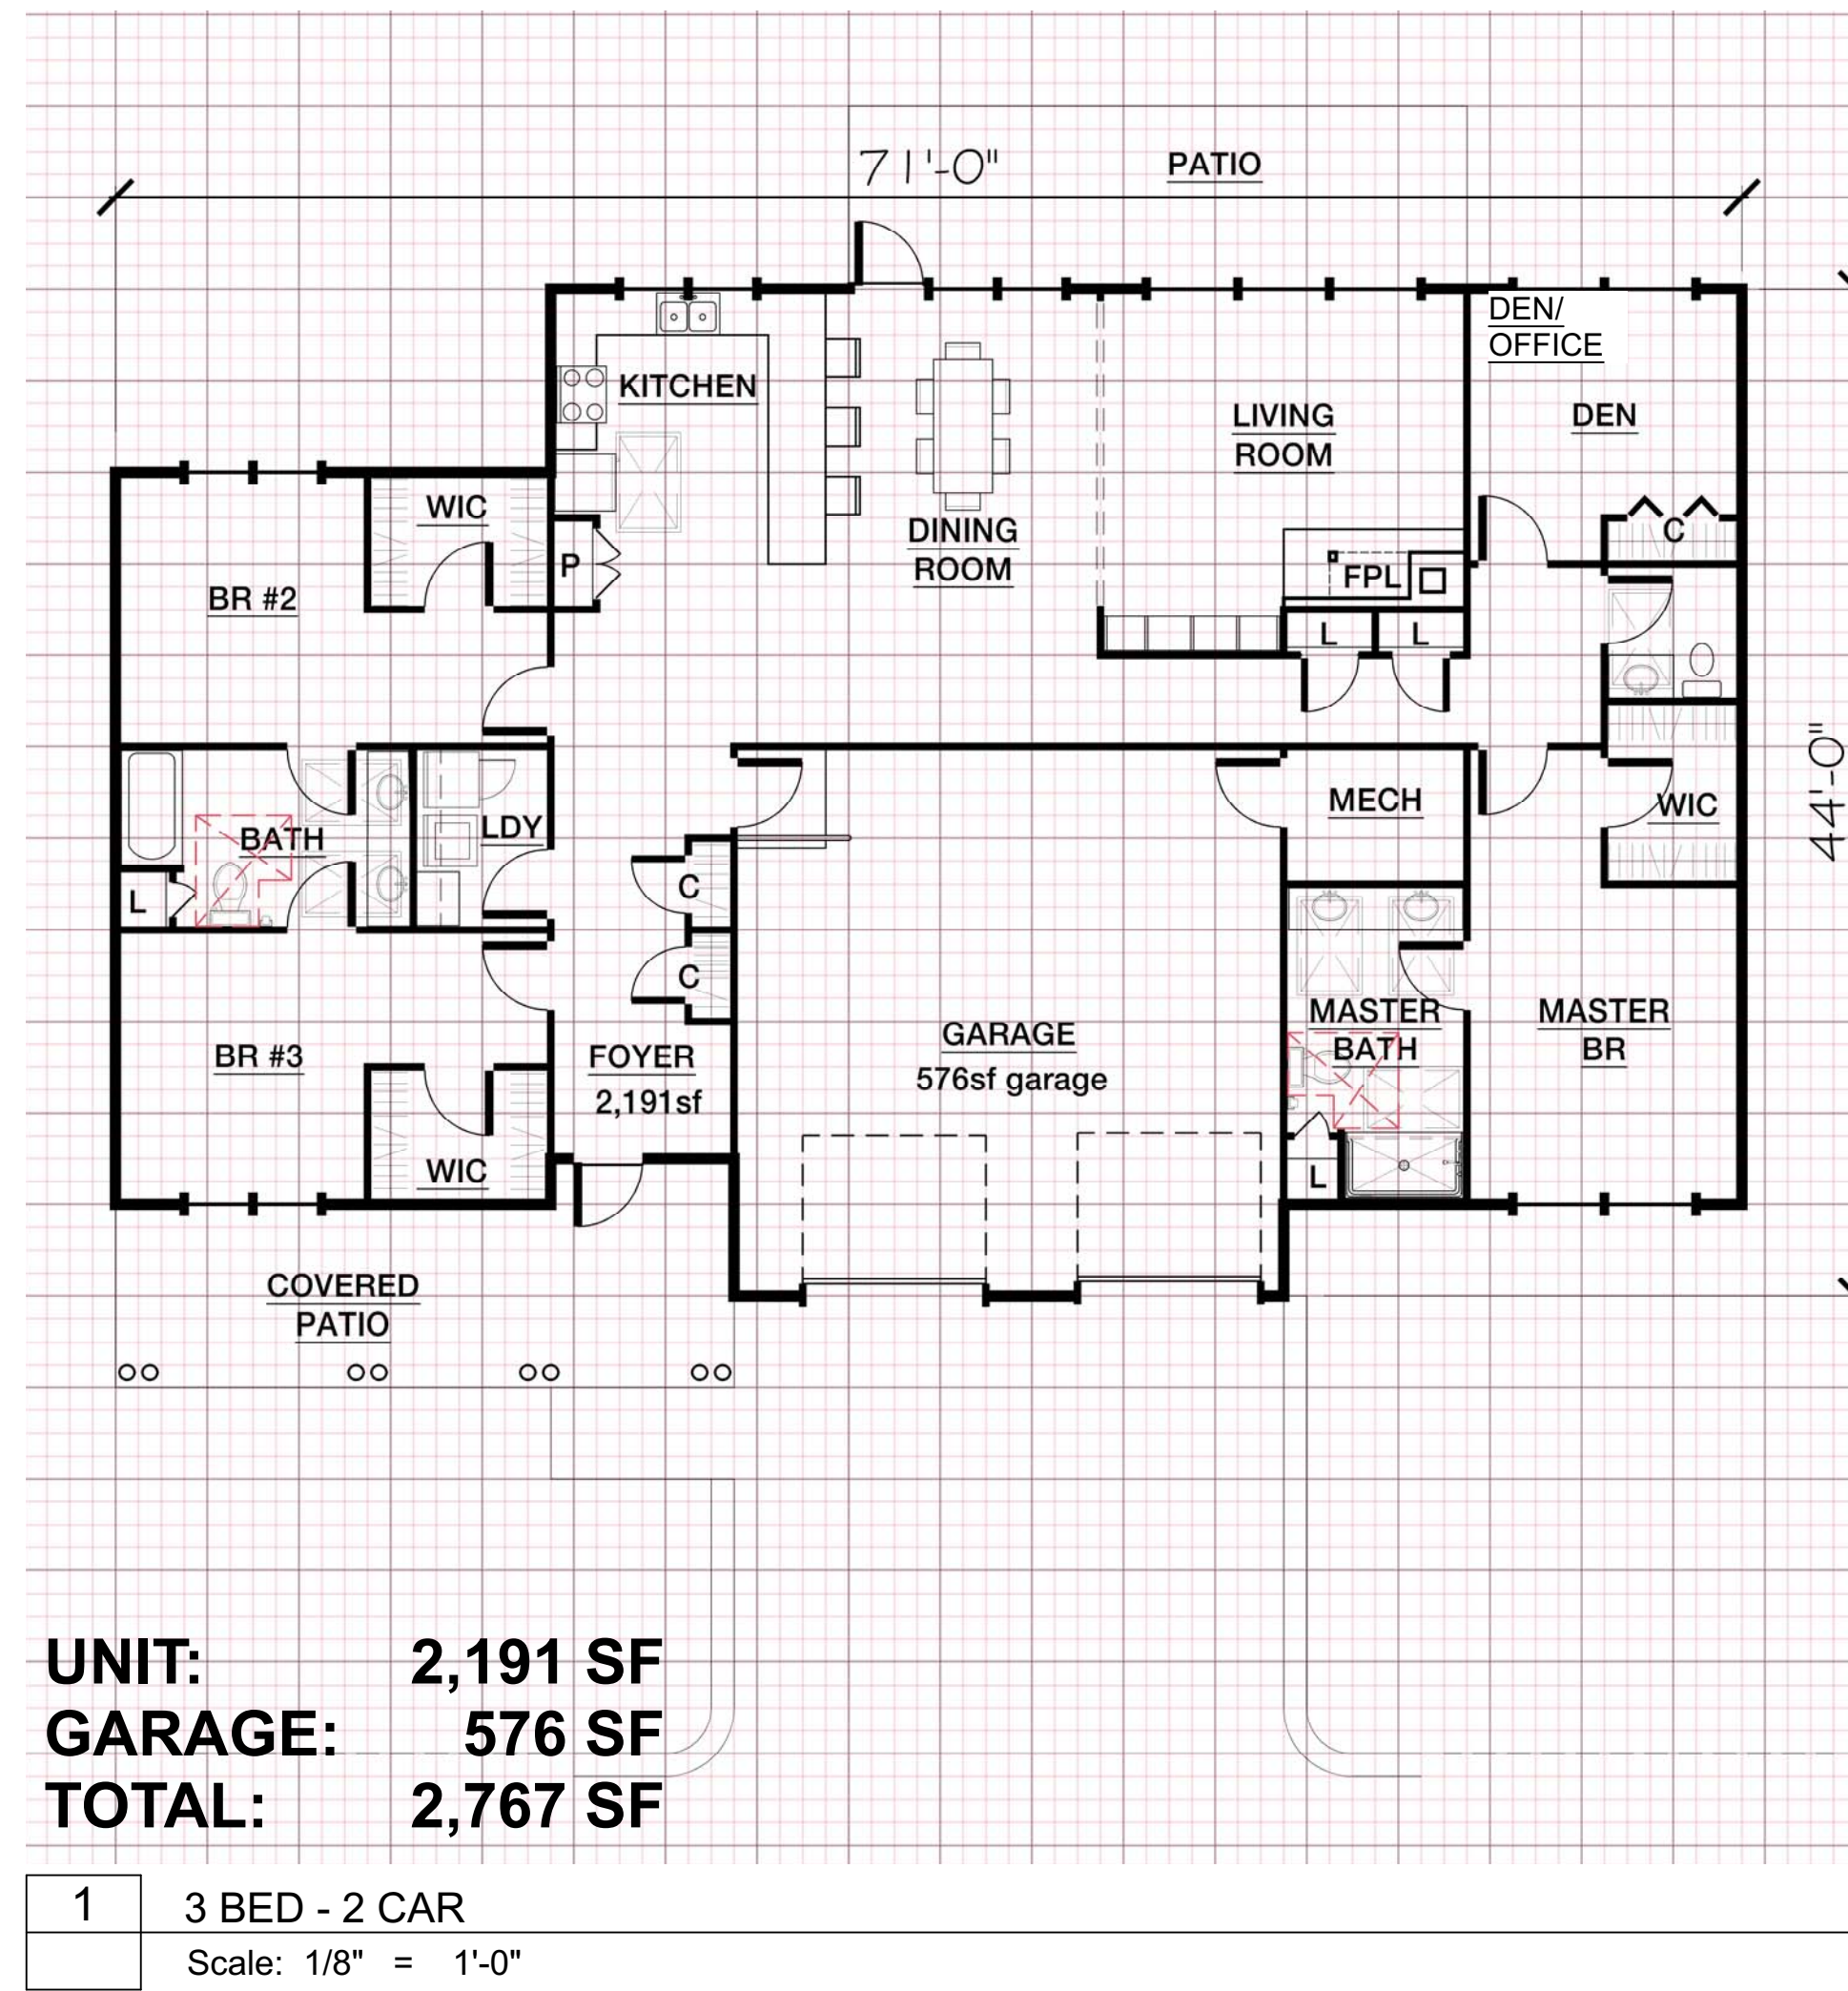 71'-0"
PATIO
DEN/
OFFICE
KITCHEN
LIVING
ROOM
DEN
WIC
DINING
ROOM
C
P
FPL
BR #2
L
L
44'-0"
MECH
WIC
BATH
LDY
L
C
C
MASTER
BATH
MASTER
BR
GARAGE
576sf garage
BR #3
FOYER
2,191sf
WIC
L
COVERED
PATIO
UNIT: 2,191 SF
GARAGE: 576 SF
TOTAL: 2,767 SF
1 3 BED - 2 CAR
Scale: 1/8" = 1'-0"